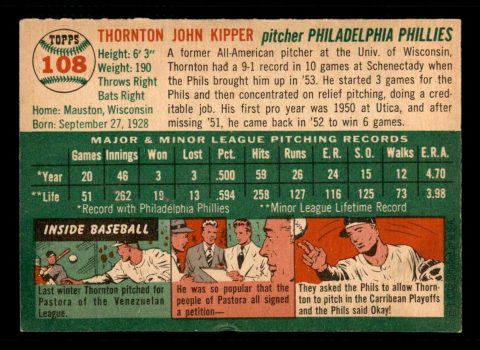 TOPPS
108
THORNTON JOHN KIPPER pitcher PHILADELPHIA PHILLIES
Height: 6' 3"
Weight: 190
Throws Right
Bats Right
Home: Mauston, Wisconsin
Born: September 27, 1928
A former All-American pitcher at the Univ. of Wisconsin,
Thornton had a 9-1 record in 10 games at Schenectady when
the Phils brought him up in '53. He started 3 games for the
Phils and then concentrated on relief pitching, doing a cred-
itable job. His first pro year was 1950 at Utica, and after
missing '51, he came back in '52 to win 6 games.
MAJOR & MINOR LEAGUE PITCHING RECORDS
Games Innings Won Lost Pct. Hits Runs E.R. S.O. Walks E.R.A.
*Year 20 46 3 3 .500 59 26 24 15 12 4.70
**Life 51 262 19 13 .594 258 131 116 125 73 3.98
*Record with Philadelphia Phillies **Minor League Lifetime Record
INSIDE BASEBALL
Last winter Thornton pitched for
Pastora of the Venezuelan
League.
He was so popular that the
people of Pastora all signed
a petition—
They asked the Phils to allow Thorn-
ton to pitch in the Carribean Playoffs
and the Phils said Okay!